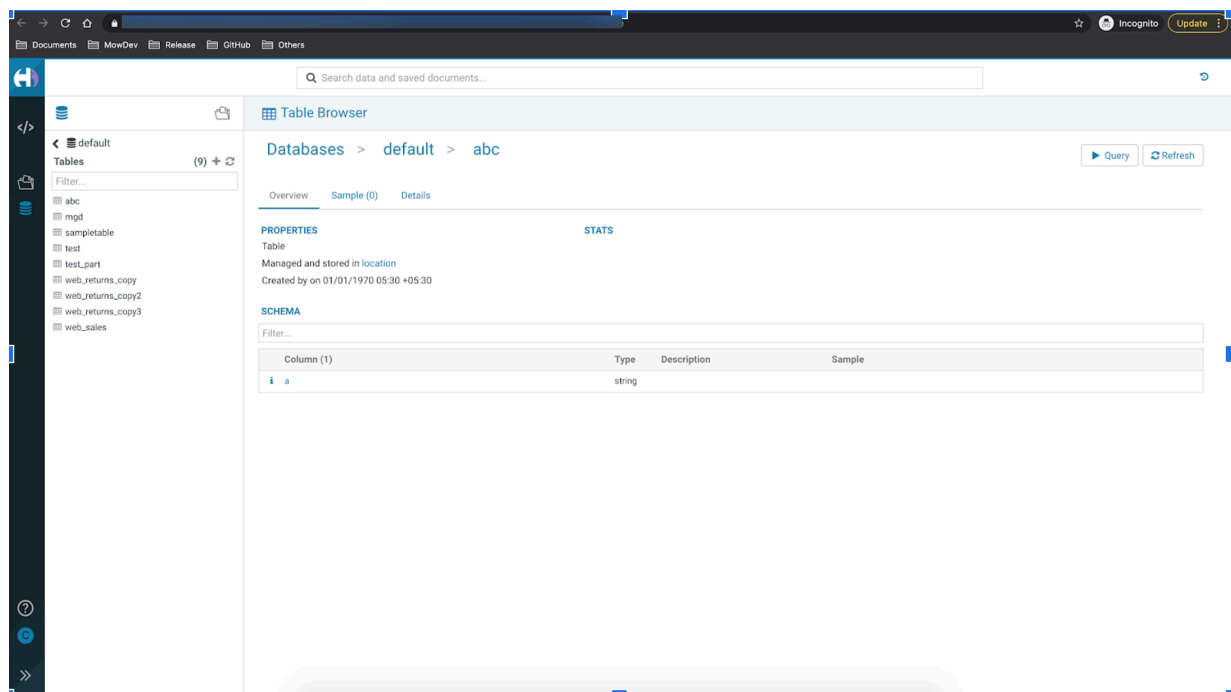 Incognito
Update
Documents
MowDev
Release
GitHub
Others
Search data and saved documents...
Table Browser
default
Tables (9)
Filter...
abc
mgd
sampletable
test
test_part
web_returns_copy
web_returns_copy2
web_returns_copy3
web_sales
Databases > default > abc
Query
Refresh
Overview Sample (0) Details
PROPERTIES STATS
Table
Managed and stored in location
Created by on 01/01/1970 05:30 +05:30
SCHEMA
Filter...
Column (1) Type Description Sample
i a string
C